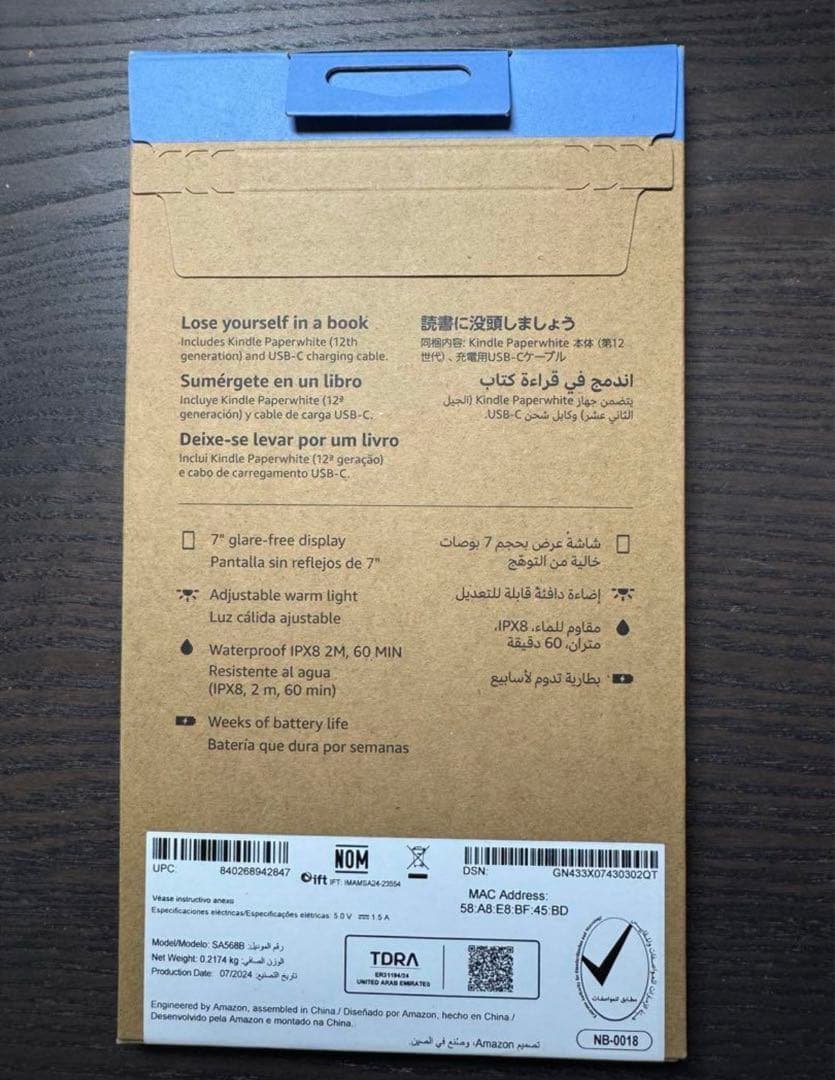 Lose yourself in a book
Includes Kindle Paperwhite (12th
generation) and USB-C charging cable.
Sumérgete en un libro
Incluye Kindle Paperwhite (12ª
generación) y cable de carga USB-C.
Deixe-se levar por um livro
Inclui Kindle Paperwhite (12ª geração)
e cabo de carregamento USB-C.
読書に没頭しましょう
同梱内容: Kindle Paperwhite 本体 (第12
世代) 、充電用USB-Cケーブル
اندمج في قراءة كتاب
يتضمن جهاز Kindle Paperwhite (الجيل
الثاني عشر) وكابل شحن USB-C.
7" glare-free display
Pantalla sin reflejos de 7"
Adjustable warm light
Luz cálida ajustable
Waterproof IPX8 2M, 60 MIN
Resistente al agua
(IPX8, 2 m, 60 min)
Weeks of battery life
Batería que dura por semanas
شاشة عرض بحجم 7 بوصات
خالية من التوهّج
إضاءة دافئة قابلة للتعديل
مقاوم للماء، IPX8،
متران، 60 دقيقة
بطارية تدوم لأسابيع
UPC: 840268942847
NOM
ift IFT: IMAMSA24-23554
DSN: GN433X07430302QT
MAC Address:
58:A8:E8:BF:45:BD
Véase instructivo anexo
Especificaciones eléctricas/Especificações elétricas: 5.0 V ⎓ 1.5 A
Model/Modelo: SA568B رقم الموديل:
Net Weight: 0.2174 kg الوزن الصافي:
Production Date: 07/2024 تاريخ التصنيع:
TDRA
ER31194/24
UNITED ARAB EMIRATES
مطابق للمواصفات
NB-0018
Engineered by Amazon, assembled in China./ Diseñado por Amazon, hecho en China./
Desenvolvido pela Amazon e montado na China.
تصميم Amazon، وصُنع في الصين.